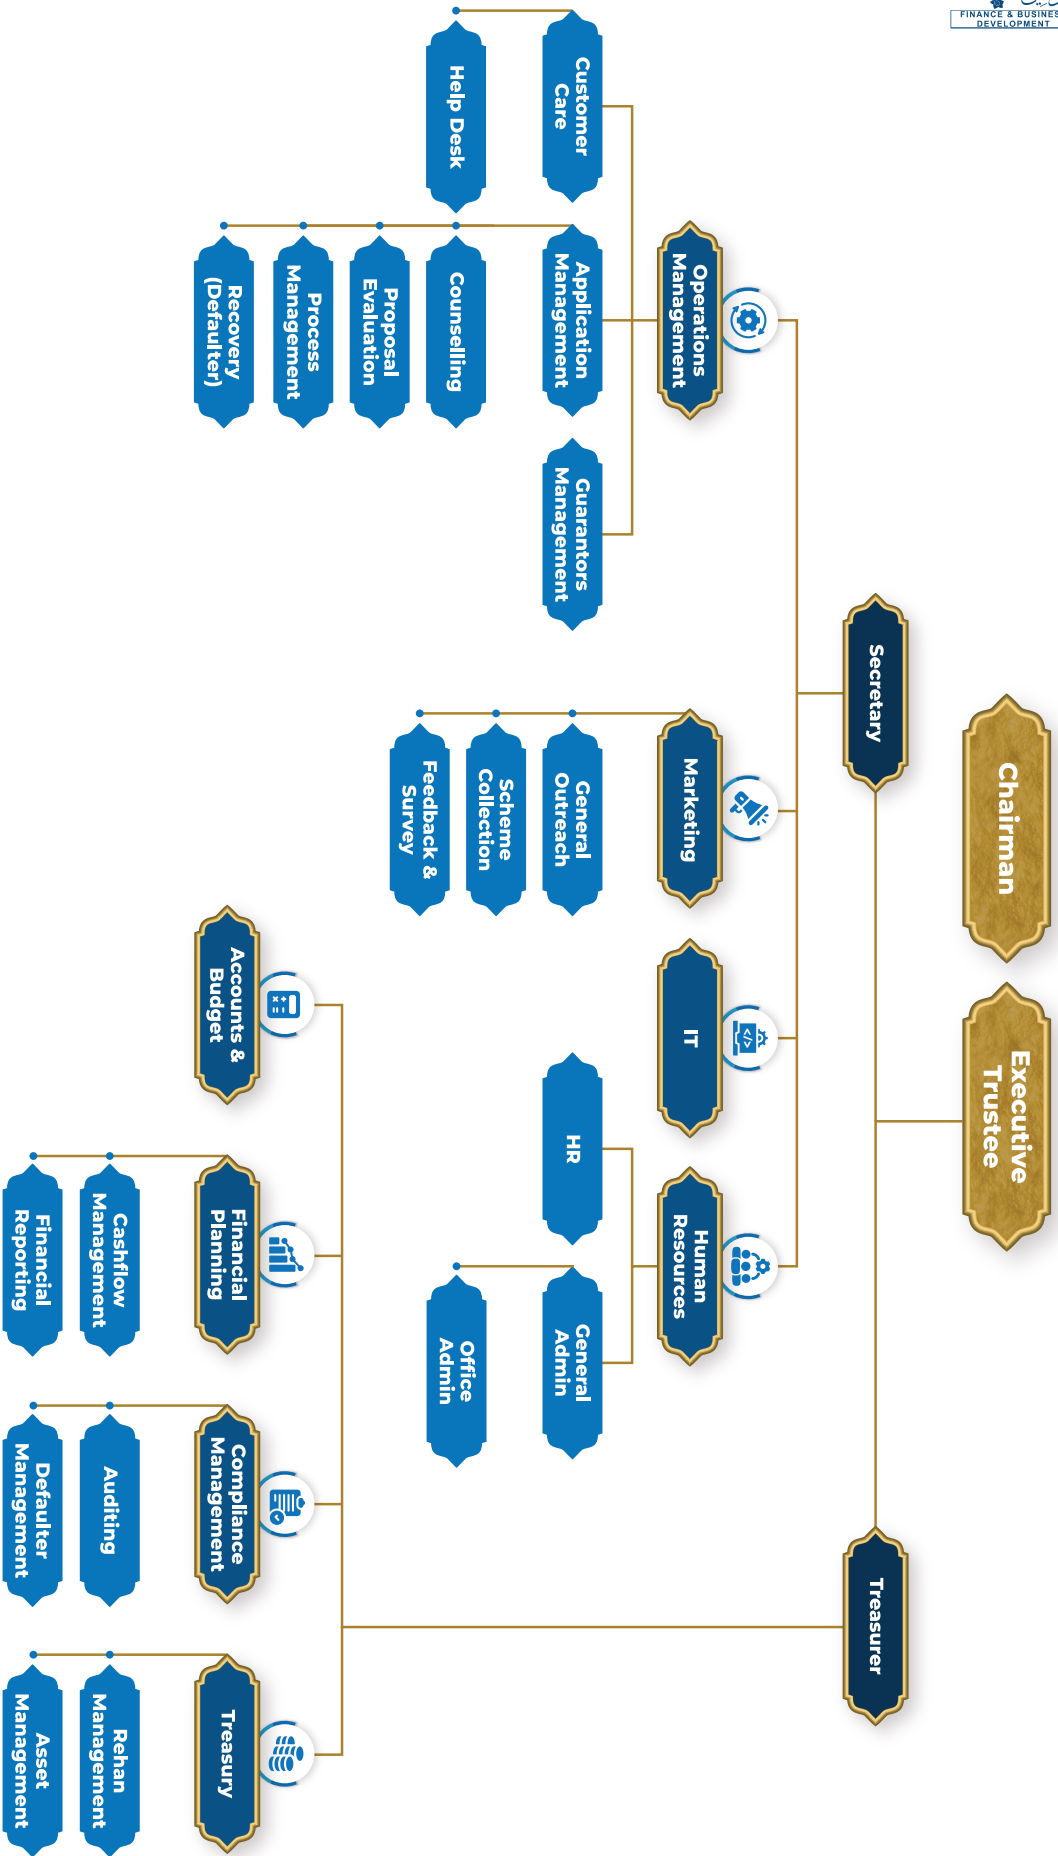 FINANCE & BUSINESS
DEVELOPMENT
Chairman
Executive
Trustee
Secretary
Treasurer
Operations
Management
Marketing
IT
Human
Resources
Customer
Care
Application
Management
Guarantors
Management
General
Outreach
HR
General
Admin
Help Desk
Counselling
Scheme
Collection
Office
Admin
Proposal
Evaluation
Feedback &
Survey
Process
Management
Recovery
(Defaulter)
Accounts &
Budget
Financial
Planning
Compliance
Management
Treasury
Cashflow
Management
Auditing
Rehan
Management
Financial
Reporting
Defaulter
Management
Asset
Management